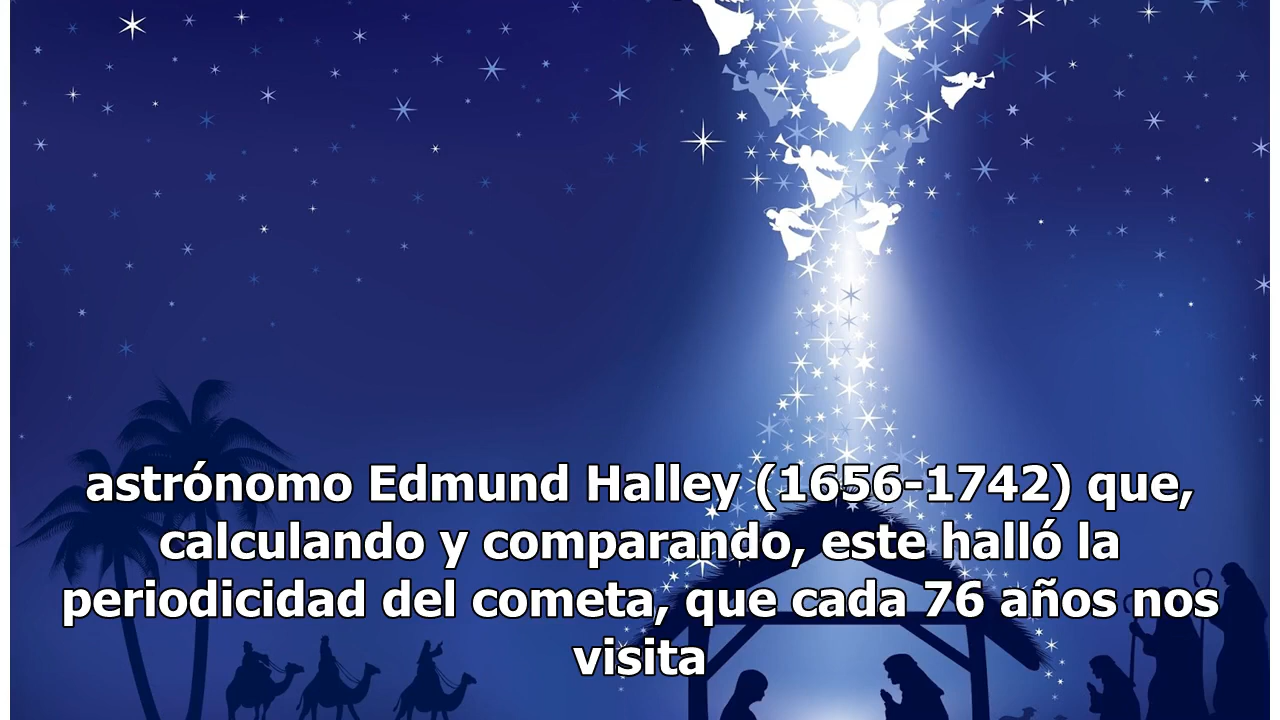 astrónomo Edmund Halley (1656-1742) que,
calculando y comparando, este halló la
periodicidad del cometa, que cada 76 años nos
visita